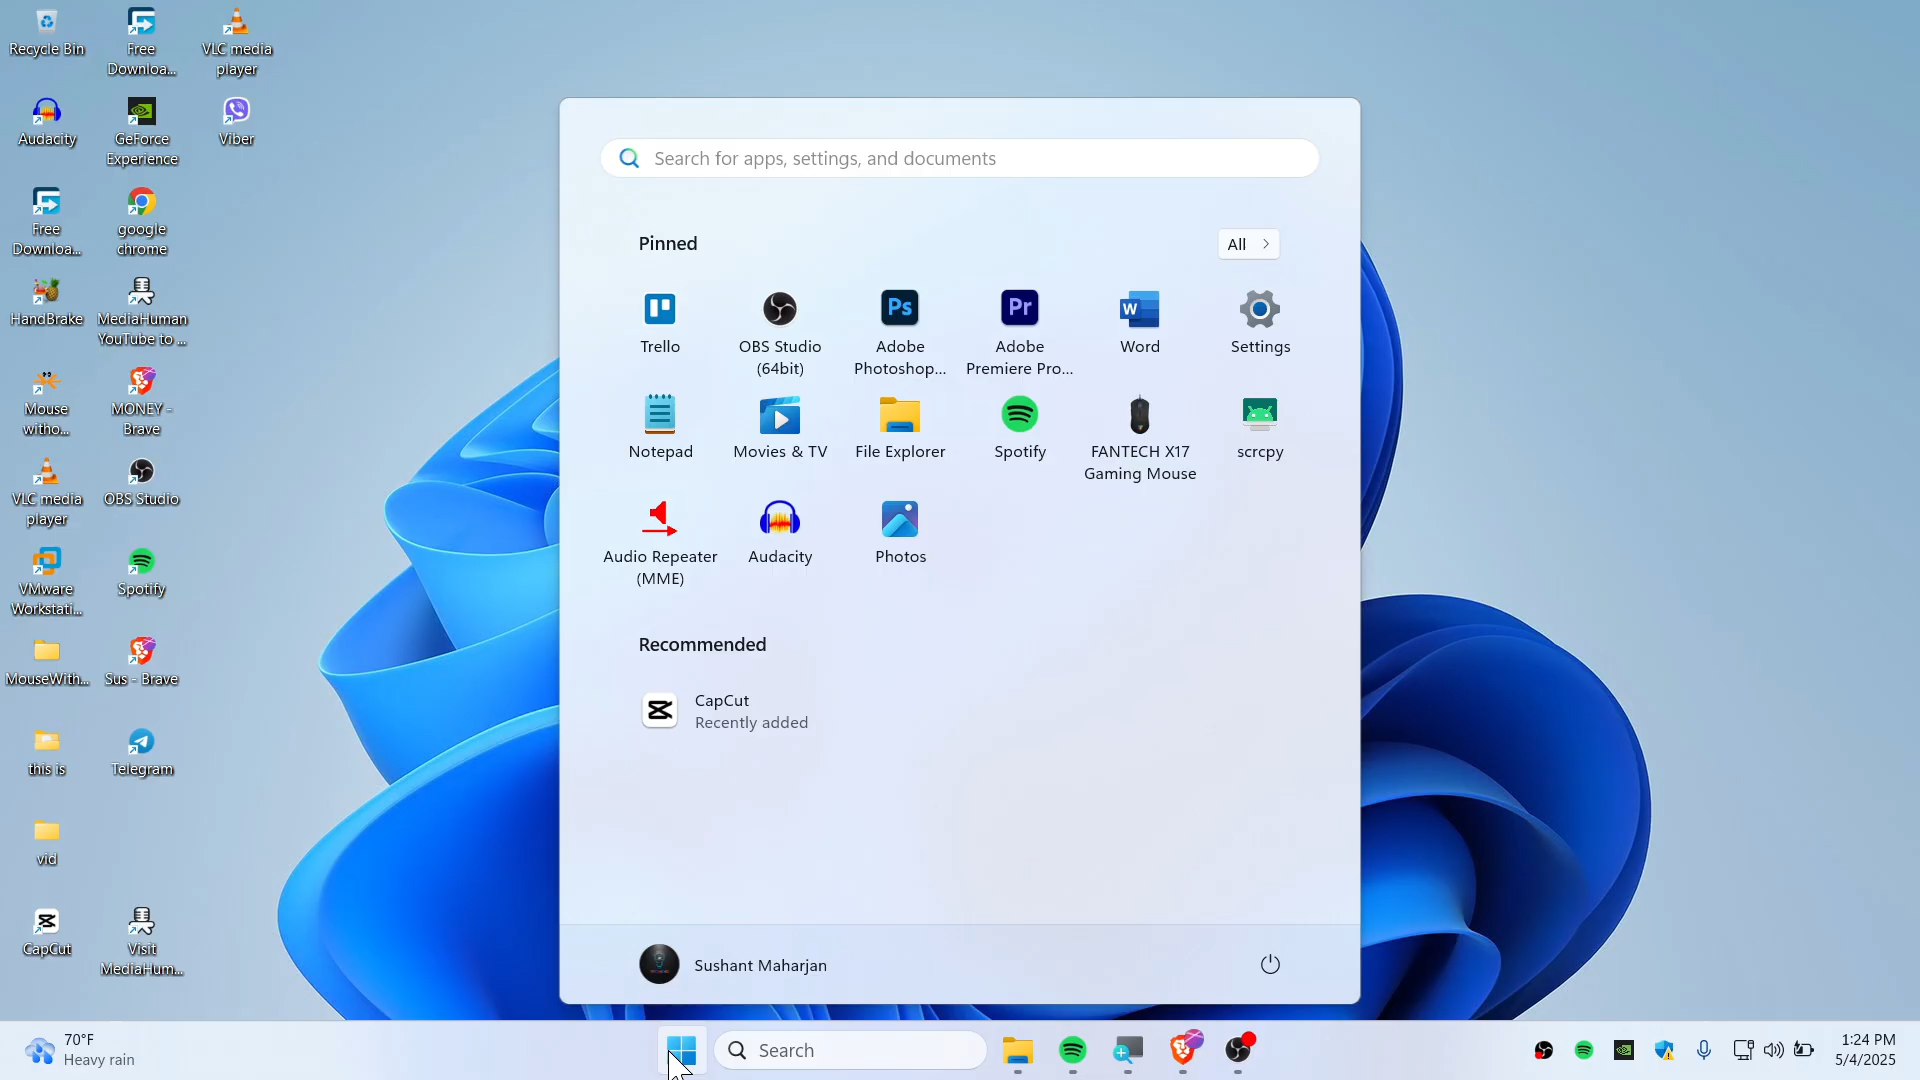 Recycle Bin
Free
Downloa...
VLC media
player
Audacity
GeForce
Experience
Viber
Free
Downloa...
google
chrome
HandBrake
MediaHuman
YouTube to ...
Mouse
witho...
MONEY -
Brave
VLC media
player
OBS Studio
VMware
Workstati...
Spotify
MouseWith...
Sus - Brave
this is
Telegram
vid
CapCut
Visit
MediaHum...
Search for apps, settings, and documents
Pinned
All
Trello
OBS Studio
(64bit)
Ps
Adobe
Photoshop...
Pr
Adobe
Premiere Pro...
W
Word
Settings
Notepad
Movies & TV
File Explorer
Spotify
FANTECH X17
Gaming Mouse
scrcpy
Audio Repeater
(MME)
Audacity
Photos
Recommended
CapCut
Recently added
Sushant Maharjan
70°F
Heavy rain
Search
1:24 PM
5/4/2025